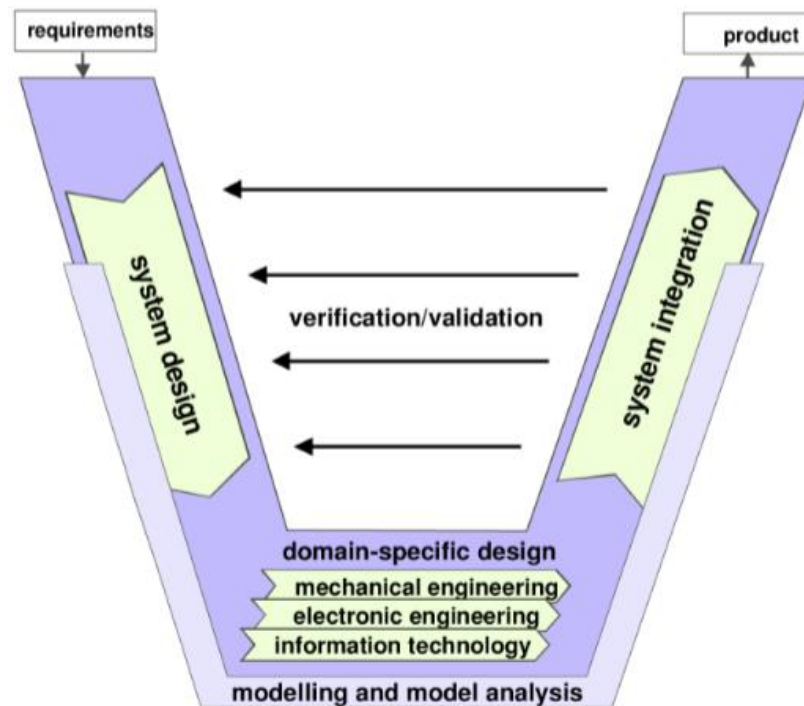 requirements
product
system design
verification/validation
system integration
domain-specific design
mechanical engineering
electronic engineering
information technology
modelling and model analysis